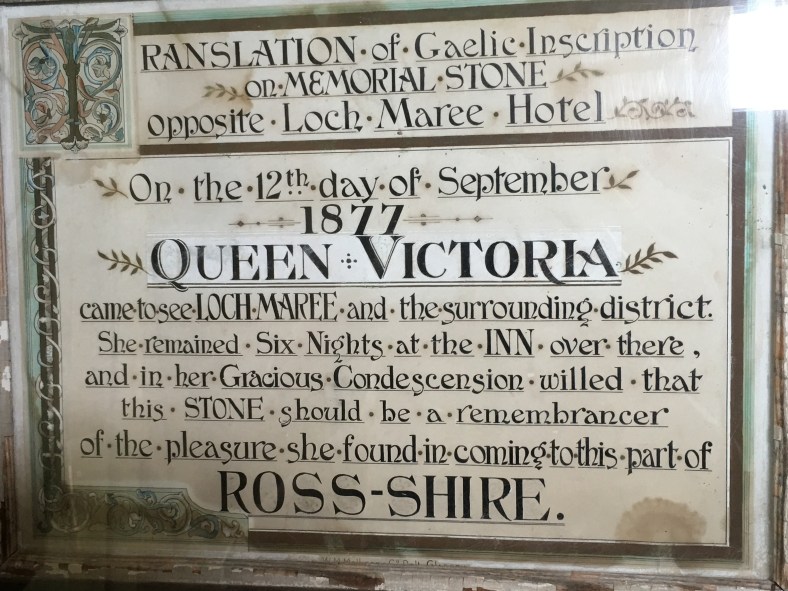 TRANSLATION · of · Gaelic · Inscription
on · MEMORIAL · STONE
opposite · Loch · Maree · Hotel
On · the · 12th · day · of · September
1877
QUEEN · VICTORIA
came · to · see · LOCH · MAREE · and · the · surrounding · district.
She · remained · Six · Nights · at · the · INN · over · there ,
and · in · her · Gracious · Condescension · willed · that
this · STONE · should · be · a · remembrancer
of · the · pleasure · she · found · in · coming · to · this · part · of
ROSS-SHIRE.